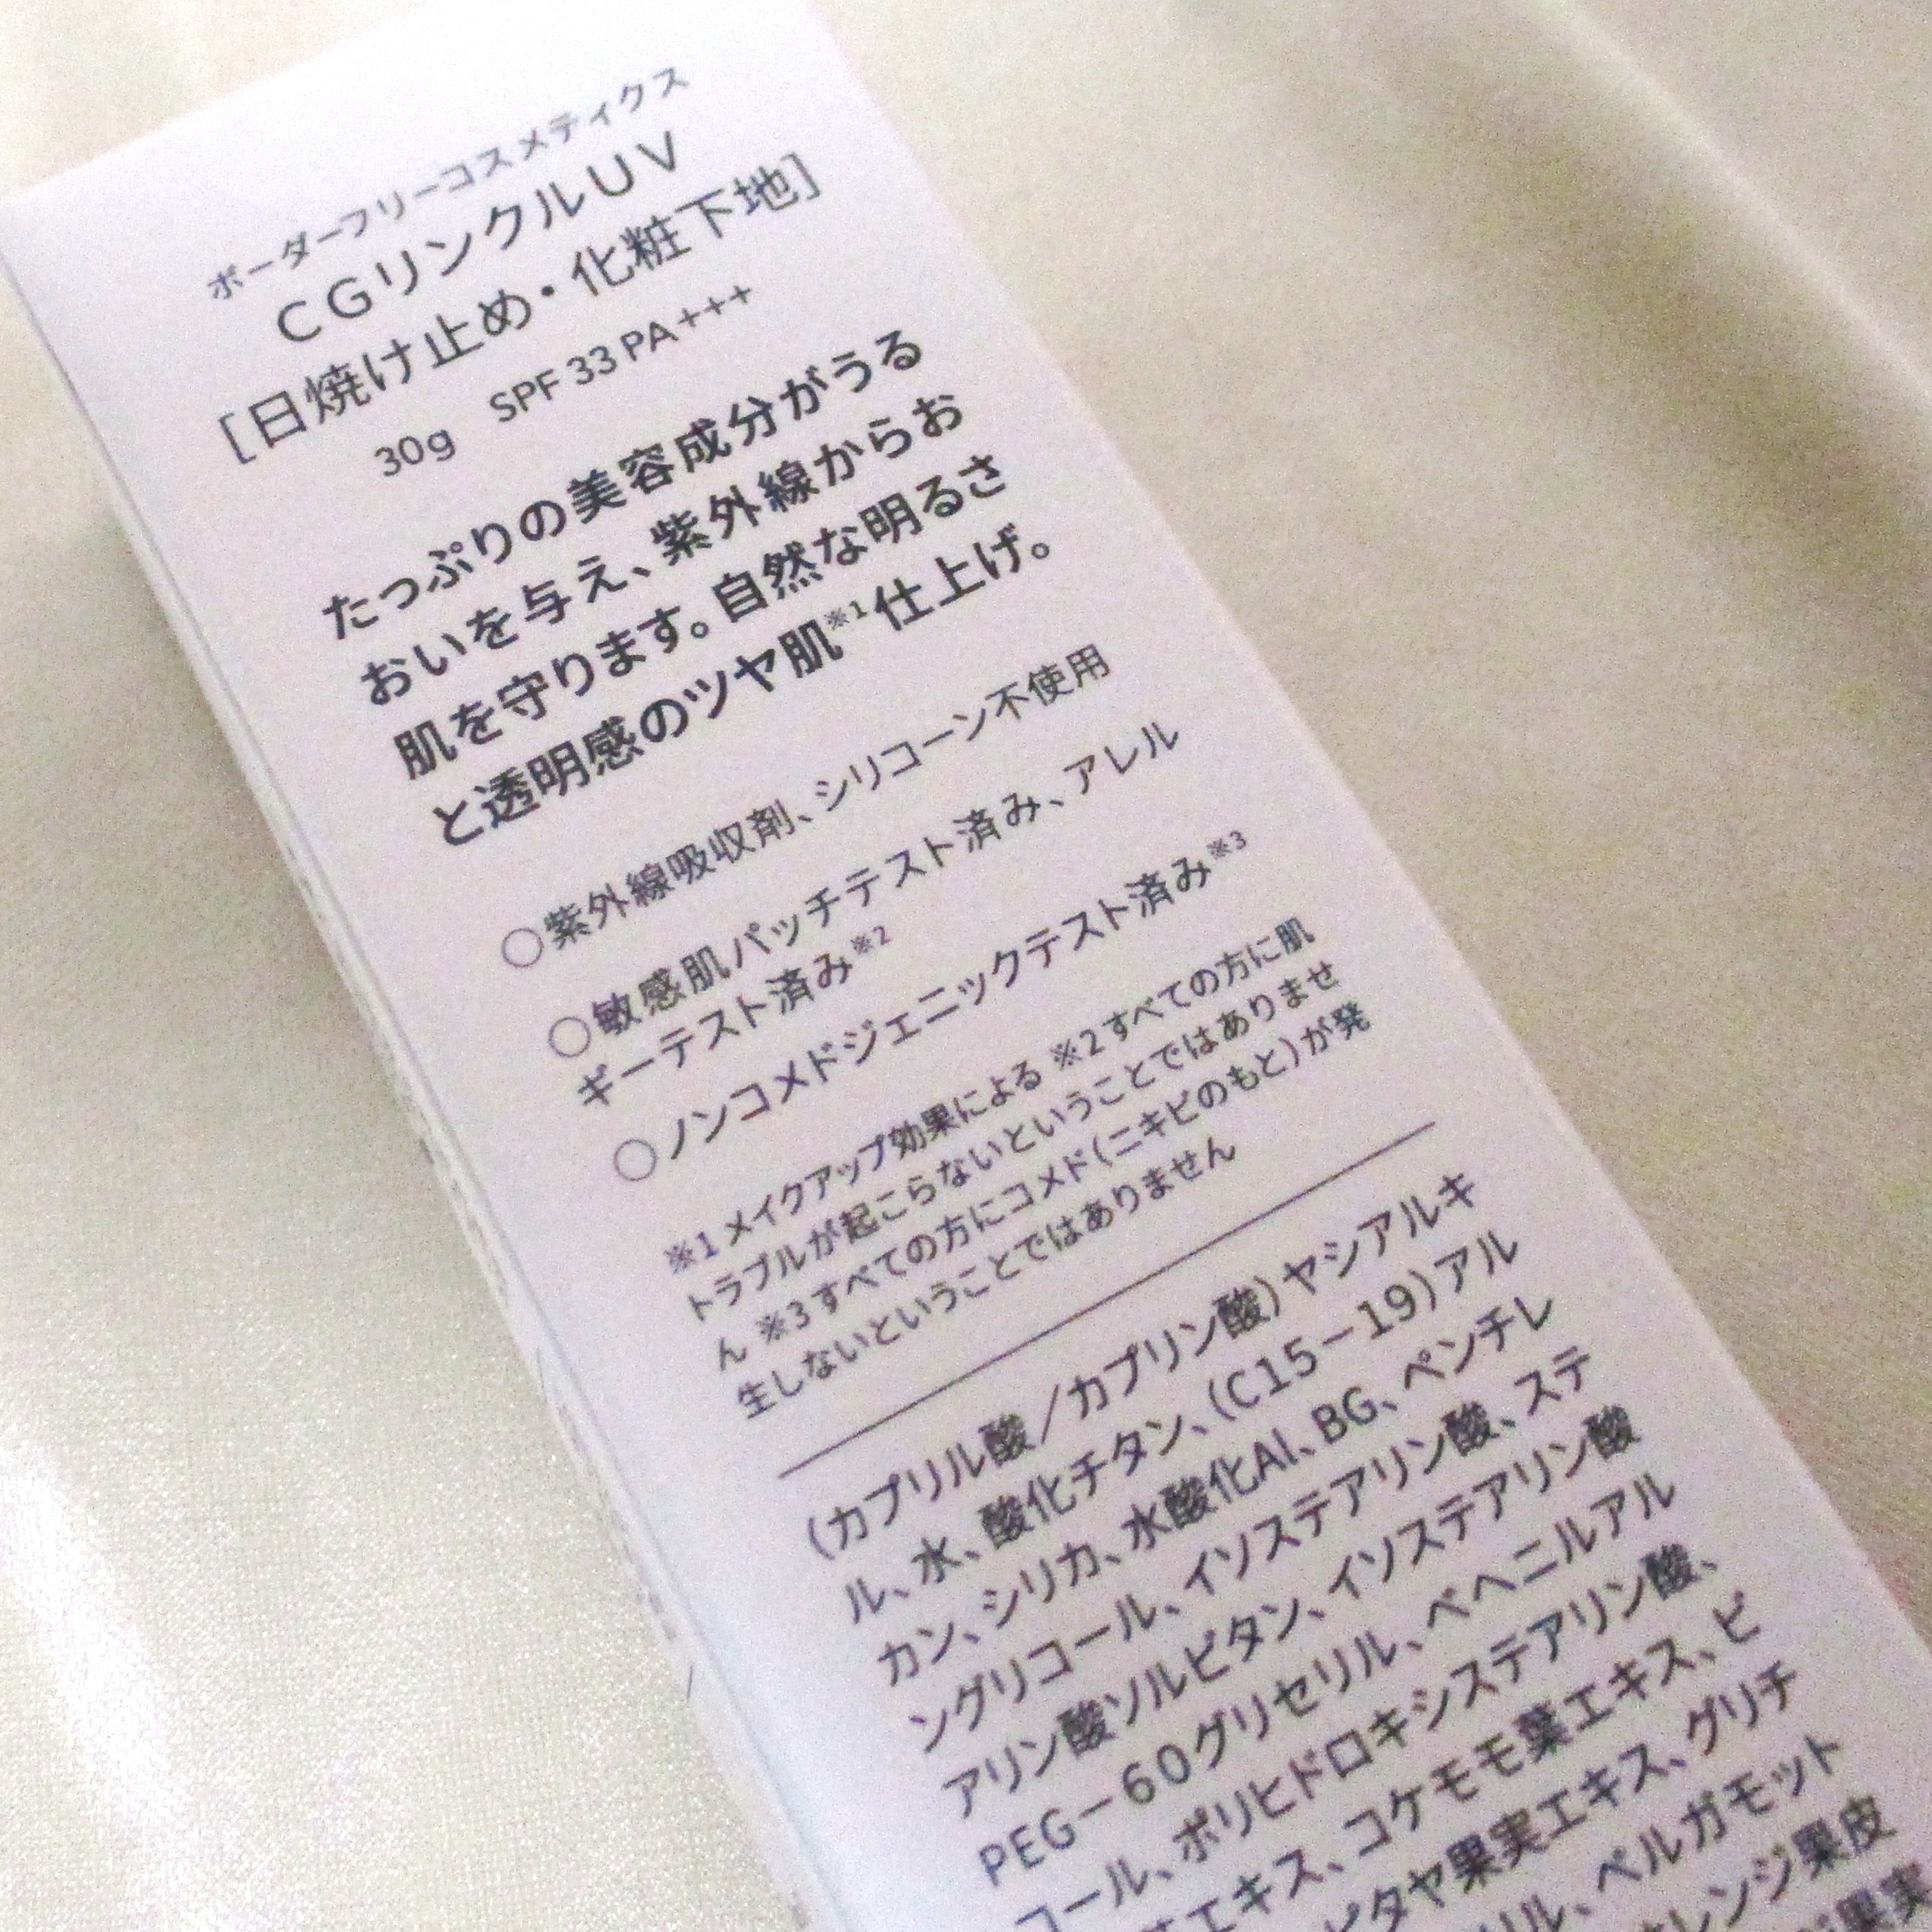 ボーダーフリーコスメティクス
CGリンクルUV
[日焼け止め・化粧下地]
30g SPF 33 PA+++
たっぷりの美容成分がうる
おいを与え、紫外線からお
肌を守ります。自然な明るさ
と透明感のツヤ肌※1仕上げ。
○紫外線吸収剤、シリコーン不使用
○敏感肌パッチテスト済み、アレル
ギーテスト済み※2
○ノンコメドジェニックテスト済み※3
※1 メイクアップ効果による ※2 すべての方に肌
トラブルが起こらないということではありませ
ん ※3 すべての方にコメド(ニキビのもと)が発
生しないということではありません
(カプリル酸／カプリン酸)ヤシアルキ
ル、水、酸化チタン、(C15－19)アル
カン、シリカ、水酸化Al、BG、ペンチレ
ングリコール、イソステアリン酸、ステ
アリン酸ソルビタン、イソステアリン酸
PEG－60グリセリル、ベヘニルアル
コール、ポリヒドロキシステアリン酸、
エキス、コケモモ葉エキス、ビ
タヤ果実エキス、グリチ
ル、ベルガモット
レンジ果皮
果実